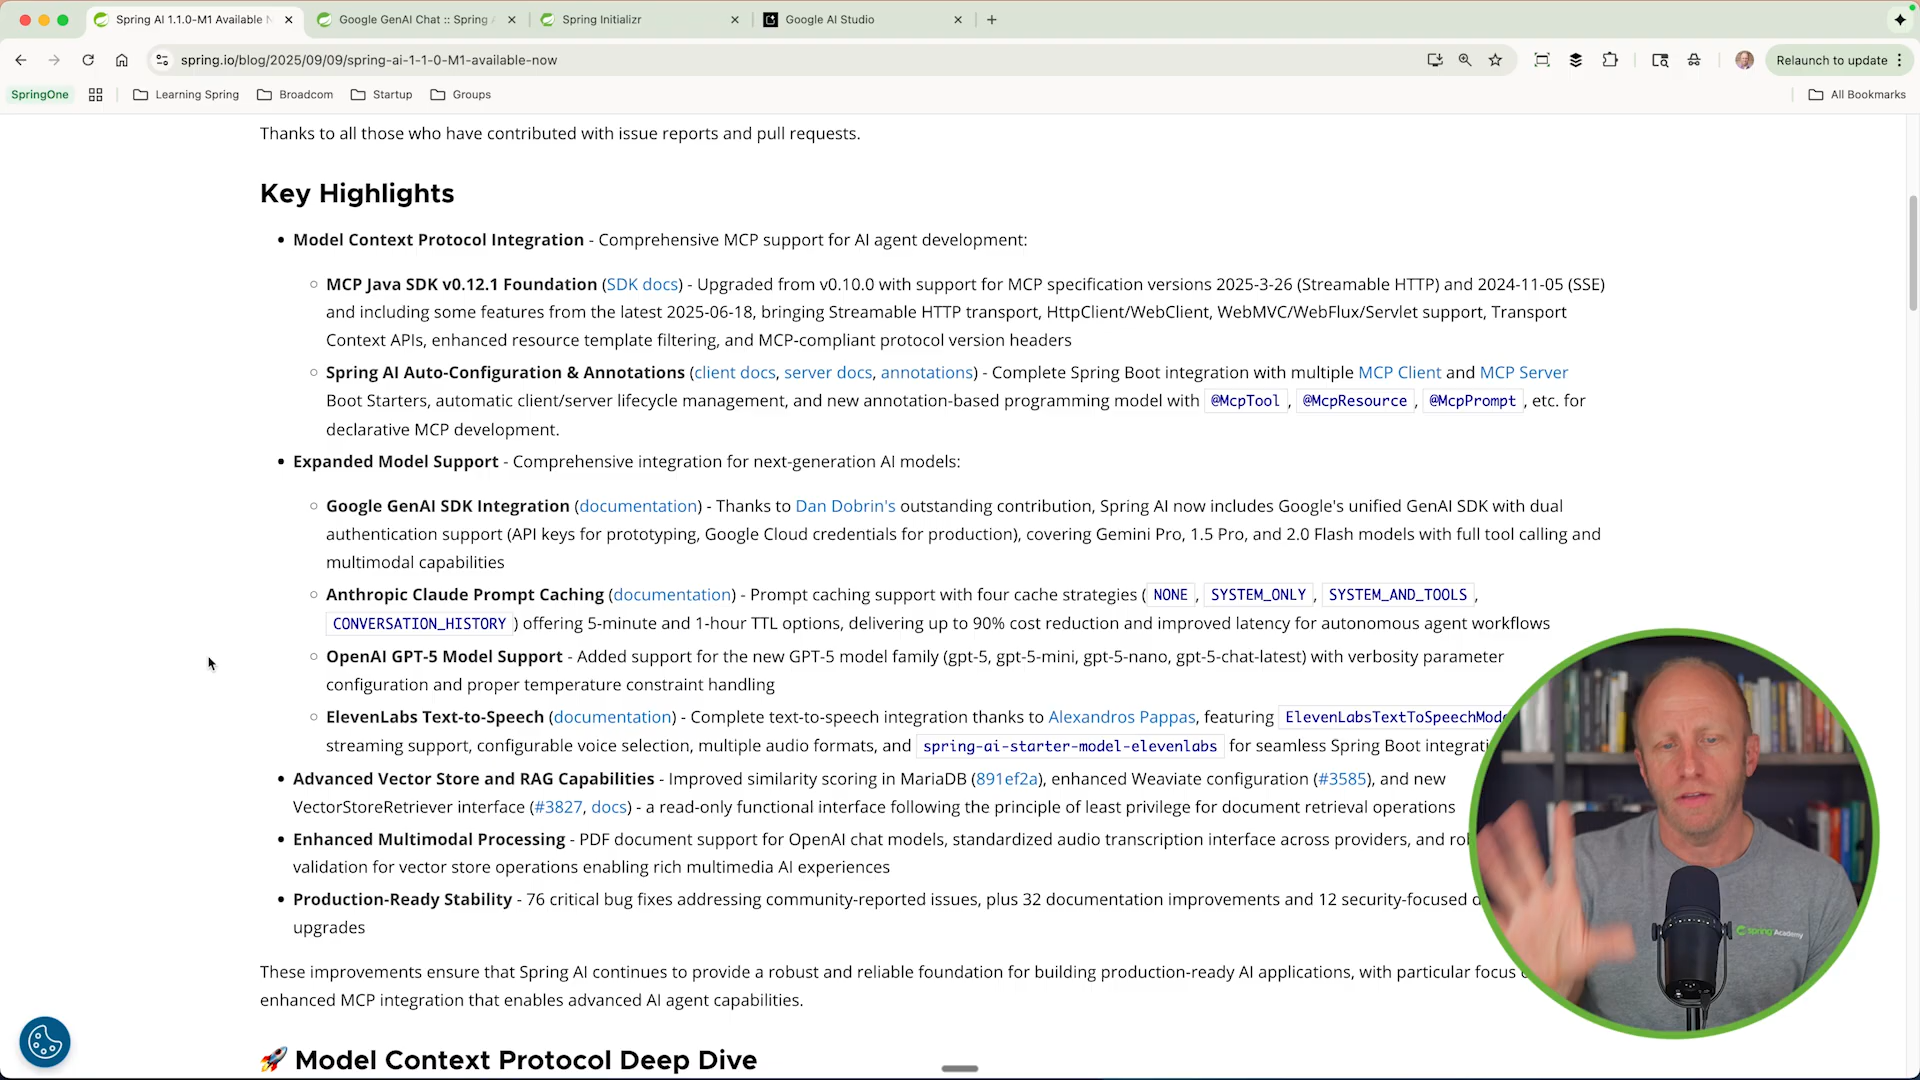 Spring AI 1.1.0-M1 Available N
Google GenAI Chat :: Spring A
Spring Initializr
Google AI Studio
spring.io/blog/2025/09/09/spring-ai-1-1-0-M1-available-now
Relaunch to update
SpringOne
Learning Spring
Broadcom
Startup
Groups
All Bookmarks
Thanks to all those who have contributed with issue reports and pull requests.
Key Highlights
• Model Context Protocol Integration - Comprehensive MCP support for AI agent development:
○ MCP Java SDK v0.12.1 Foundation (SDK docs) - Upgraded from v0.10.0 with support for MCP specification versions 2025-3-26 (Streamable HTTP) and 2024-11-05 (SSE)
and including some features from the latest 2025-06-18, bringing Streamable HTTP transport, HttpClient/WebClient, WebMVC/WebFlux/Servlet support, Transport
Context APIs, enhanced resource template filtering, and MCP-compliant protocol version headers
○ Spring AI Auto-Configuration & Annotations (client docs, server docs, annotations) - Complete Spring Boot integration with multiple MCP Client and MCP Server
Boot Starters, automatic client/server lifecycle management, and new annotation-based programming model with @McpTool , @McpResource , @McpPrompt , etc. for
declarative MCP development.
• Expanded Model Support - Comprehensive integration for next-generation AI models:
○ Google GenAI SDK Integration (documentation) - Thanks to Dan Dobrin's outstanding contribution, Spring AI now includes Google's unified GenAI SDK with dual
authentication support (API keys for prototyping, Google Cloud credentials for production), covering Gemini Pro, 1.5 Pro, and 2.0 Flash models with full tool calling and
multimodal capabilities
○ Anthropic Claude Prompt Caching (documentation) - Prompt caching support with four cache strategies ( NONE , SYSTEM_ONLY , SYSTEM_AND_TOOLS ,
CONVERSATION_HISTORY ) offering 5-minute and 1-hour TTL options, delivering up to 90% cost reduction and improved latency for autonomous agent workflows
○ OpenAI GPT-5 Model Support - Added support for the new GPT-5 model family (gpt-5, gpt-5-mini, gpt-5-nano, gpt-5-chat-latest) with verbosity parameter
configuration and proper temperature constraint handling
○ ElevenLabs Text-to-Speech (documentation) - Complete text-to-speech integration thanks to Alexandros Pappas, featuring ElevenLabsTextToSpeechMod
streaming support, configurable voice selection, multiple audio formats, and spring-ai-starter-model-elevenlabs for seamless Spring Boot integrati
• Advanced Vector Store and RAG Capabilities - Improved similarity scoring in MariaDB (891ef2a), enhanced Weaviate configuration (#3585), and new
VectorStoreRetriever interface (#3827, docs) - a read-only functional interface following the principle of least privilege for document retrieval operations
• Enhanced Multimodal Processing - PDF document support for OpenAI chat models, standardized audio transcription interface across providers, and ro
validation for vector store operations enabling rich multimedia AI experiences
• Production-Ready Stability - 76 critical bug fixes addressing community-reported issues, plus 32 documentation improvements and 12 security-focused d
upgrades
These improvements ensure that Spring AI continues to provide a robust and reliable foundation for building production-ready AI applications, with particular focus
enhanced MCP integration that enables advanced AI agent capabilities.
🚀 Model Context Protocol Deep Dive
spring Academy